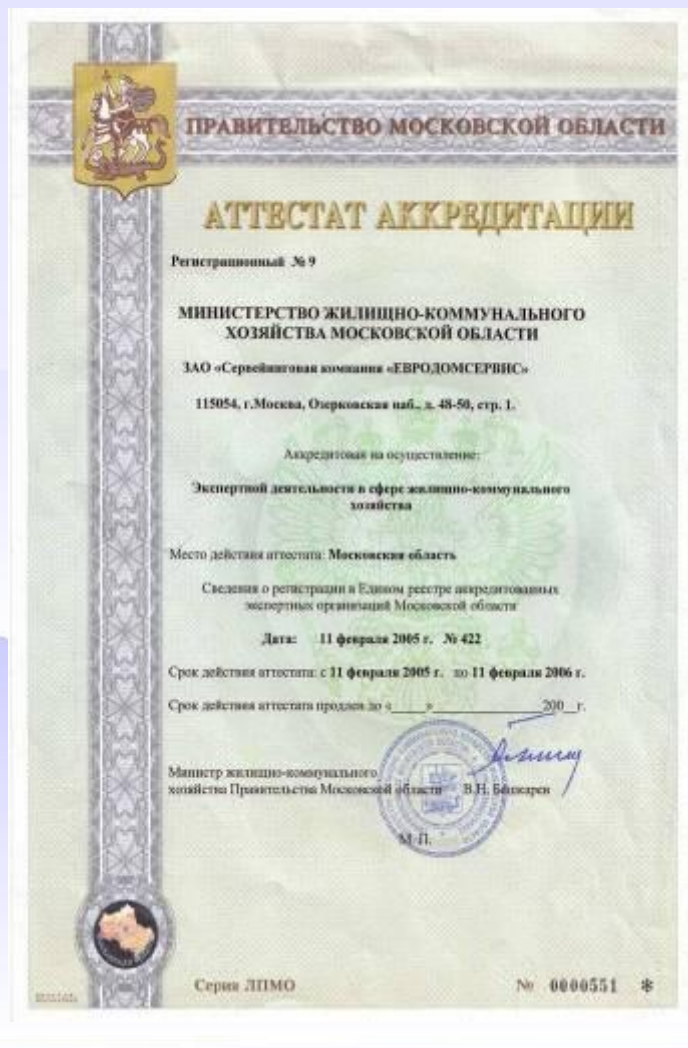 ПРАВИТЕЛЬСТВО МОСКОВСКОЙ ОБЛАСТИ
АТТЕСТАТ АККРЕДИТАЦИИ
Регистрационный № 9
МИНИСТЕРСТВО ЖИЛИЩНО-КОММУНАЛЬНОГО
ХОЗЯЙСТВА МОСКОВСКОЙ ОБЛАСТИ
ЗАО «Сервейинговая компания «ЕВРОДОМСЕРВИС»
115054, г.Москва, Озерковская наб., д. 48-50, стр. 1.
Аккредитован на осуществление:
Экспертной деятельности в сфере жилищно-коммунального
хозяйства
Место действия аттестата: Московская область
Сведения о регистрации в Едином реестре аккредитованных
экспертных организаций Московской области
Дата: 11 февраля 2005 г. № 422
Срок действия аттестата: с 11 февраля 2005 г. по 11 февраля 2006 г.
Срок действия аттестата продлен до «_____»____________________200__г.
Министр жилищно-коммунального
хозяйства Правительства Московской области В.Н.
М.П.
Серия ЛПМО № 0000551 *